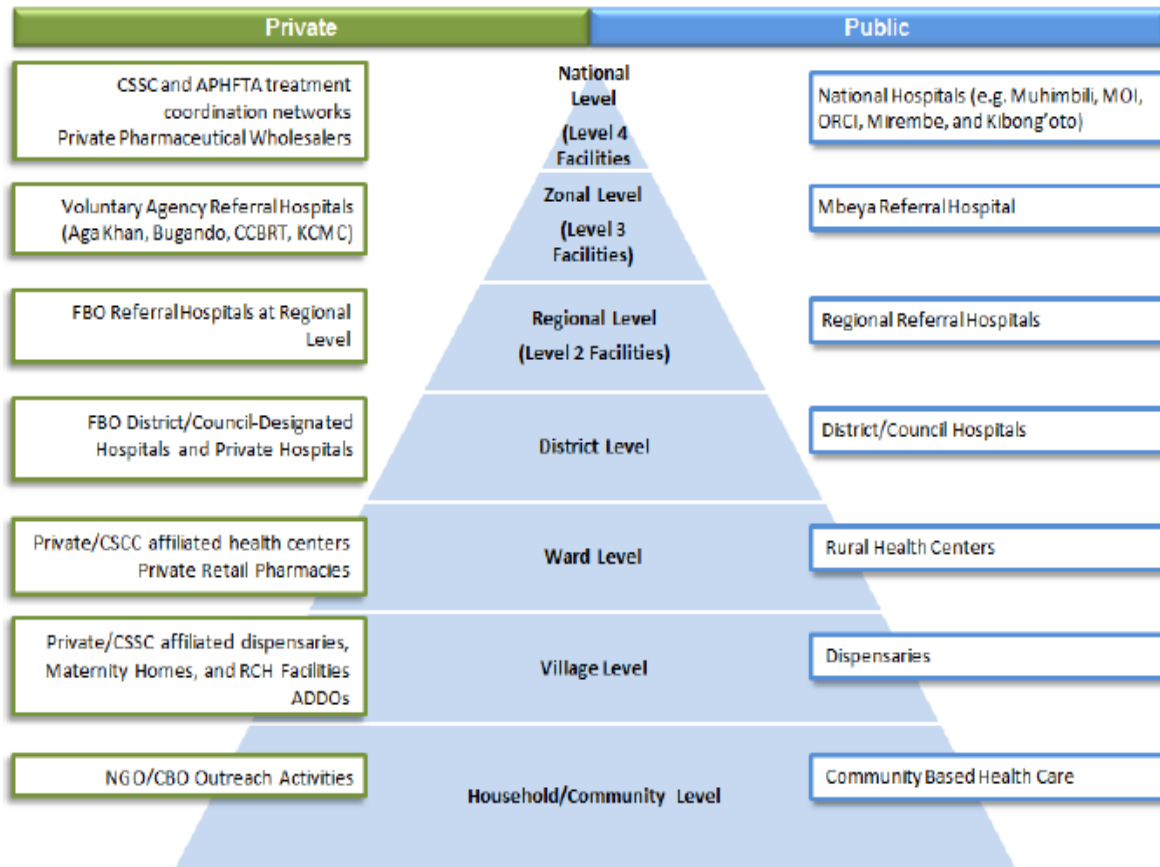 Private
Public
CSSC and APHFTA treatment
coordination networks
Private Pharmaceutical Wholesalers
National
Level
(Level 4
Facilities
National Hospitals (e.g. Muhimbili, MOI,
ORCI, Mirembe, and Kibong'oto)
Voluntary Agency Referral Hospitals
(Aga Khan, Bugando, CCBRT, KCMC)
Zonal Level
(Level 3
Facilities)
Mbeya Referral Hospital
FBO Referral Hospitals at Regional
Level
Regional Level
(Level 2 Facilities)
Regional Referral Hospitals
FBO District/Council-Designated
Hospitals and Private Hospitals
District Level
District/Council Hospitals
Private/CSCC affiliated health centers
Private Retail Pharmacies
Ward Level
Rural Health Centers
Private/CSSC affiliated dispensaries,
Maternity Homes, and RCH Facilities
ADDOs
Village Level
Dispensaries
NGO/CBO Outreach Activities
Household/Community Level
Community Based Health Care